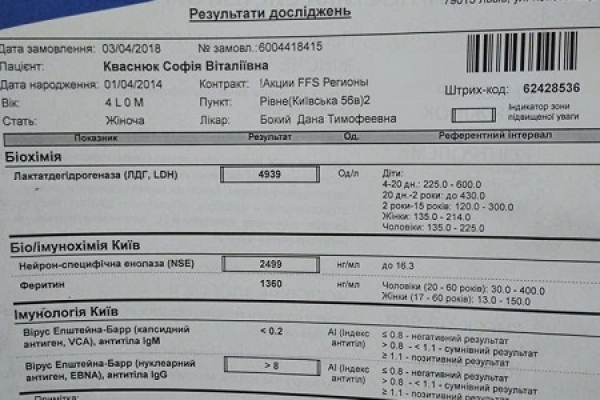 79013 Львів, вул.
Результати досліджень
Дата замовлення: 03/04/2018 № замовл.:6004418415
Пацієнт: Кваснюк Софія Віталіївна
Дата народження: 01/04/2014 Контракт: !Акции FFS Регионы
Штрих-код: 62428536
Вік: 4 L 0 M Пункт: Рівне(Київська 56в)2
Індикатор зони
підвищеної уваги
Стать: Жіноча Лікар: Бокий Дана Тимофеевна
Показник Результат Од. Референтний інтервал
Біохімія
Лактатдегідрогеназа (ЛДГ, LDH) 4939 Од/л Діти:
4-20 дн.: 225.0 - 600.0
20 дн.-2 роки: до 430.0
2 роки-15 років: 120.0 - 300.0
Жінки: 135.0 - 214.0
Чоловіки: 135.0 - 225.0
Біо/імунохімія Київ
Нейрон-специфічна енолаза (NSE) 2499 нг/мл до 16.3
Феритин 1360 нг/мл Чоловіки (20 - 60 років): 30.0 - 400.0
Жінки (17 - 60 років): 13.0 - 150.0
Імунологія Київ
Вірус Епштейна-Барр (капсидний
антиген, VCA), антитіла IgM < 0.2 AI (Індекс
антитіл) ≤ 0.8 - негативний результат
> 0.8 - < 1.1 - сумнівний результат
≥ 1.1 - позитивний результат
Вірус Епштейна-Барр (нуклеарний
антиген, EBNA), антитіла IgG > 8 AI (Індекс
антитіл) ≤ 0.8 - негативний результат
> 0.8 - < 1.1 - сумнівний результат
≥ 1.1 - позитивний результат
Примітка: